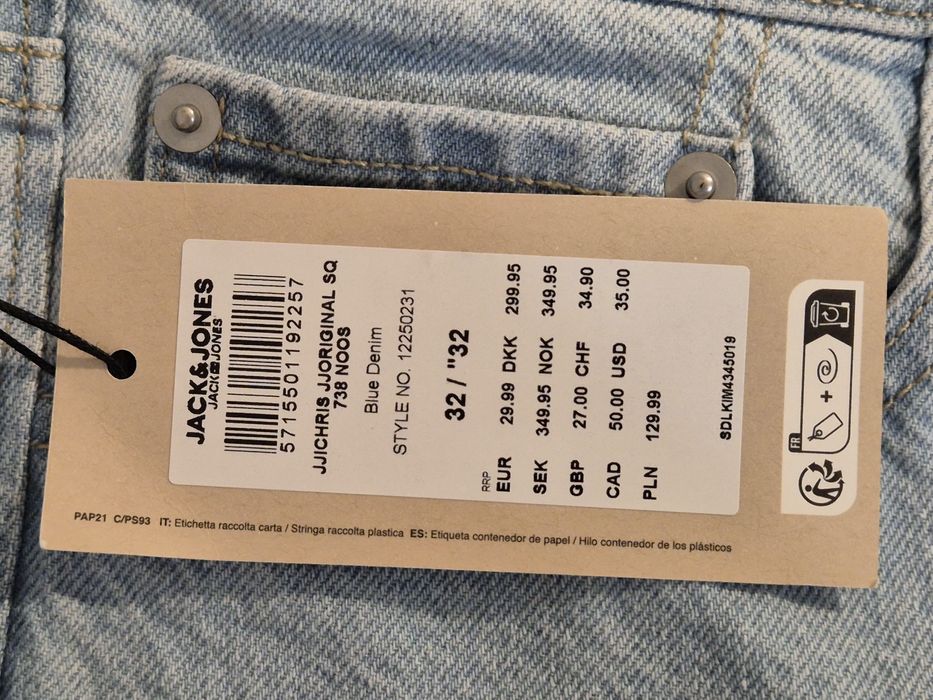 JACK&JONES
JACK&JONES
5715501192257
JJICHRIS JJORIGINAL SQ
738 NOOS
Blue Denim
STYLE NO. 12250231
32 / "32
RRP
EUR 29.99 DKK 299.95
SEK 349.95 NOK 349.95
GBP 27.00 CHF 34.90
CAD 50.00 USD 35.00
PLN 129.99
SDLKIM4345019
PAP21 C/PS93 IT: Etichetta raccolta carta / Stringa raccolta plastica ES: Etiqueta contenedor de papel / Hilo contenedor de los plásticos
FR
+